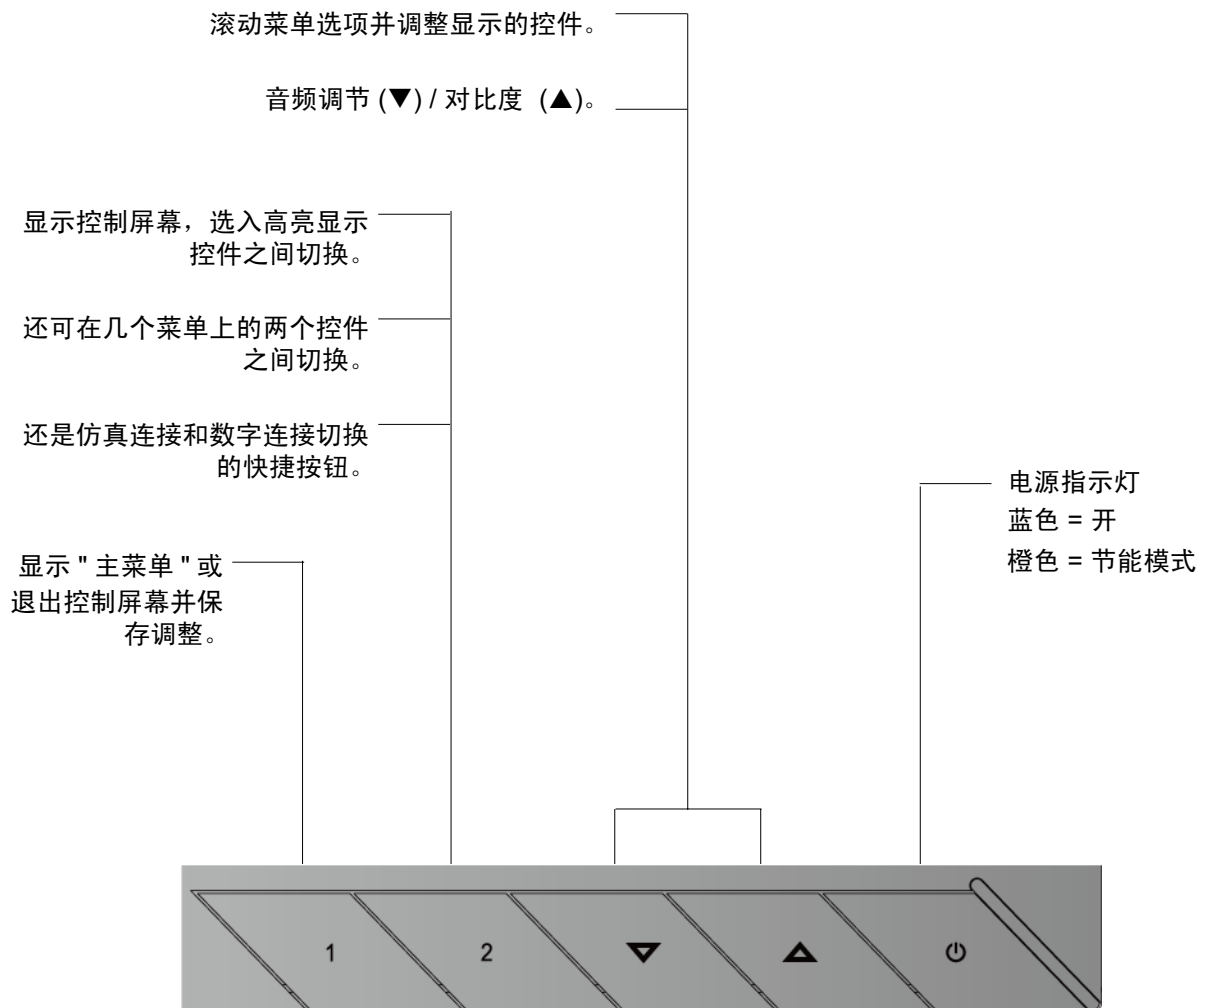 滚动菜单选项并调整显示的控件。
音频调节 (▼) / 对比度 (▲)。
显示控制屏幕，选入高亮显示
控件之间切换。
还可在几个菜单上的两个控件
之间切换。
还是仿真连接和数字连接切换
的快捷按钮。
电源指示灯
蓝色 = 开
橙色 = 节能模式
显示 " 主菜单 " 或
退出控制屏幕并保
存调整。
1 2